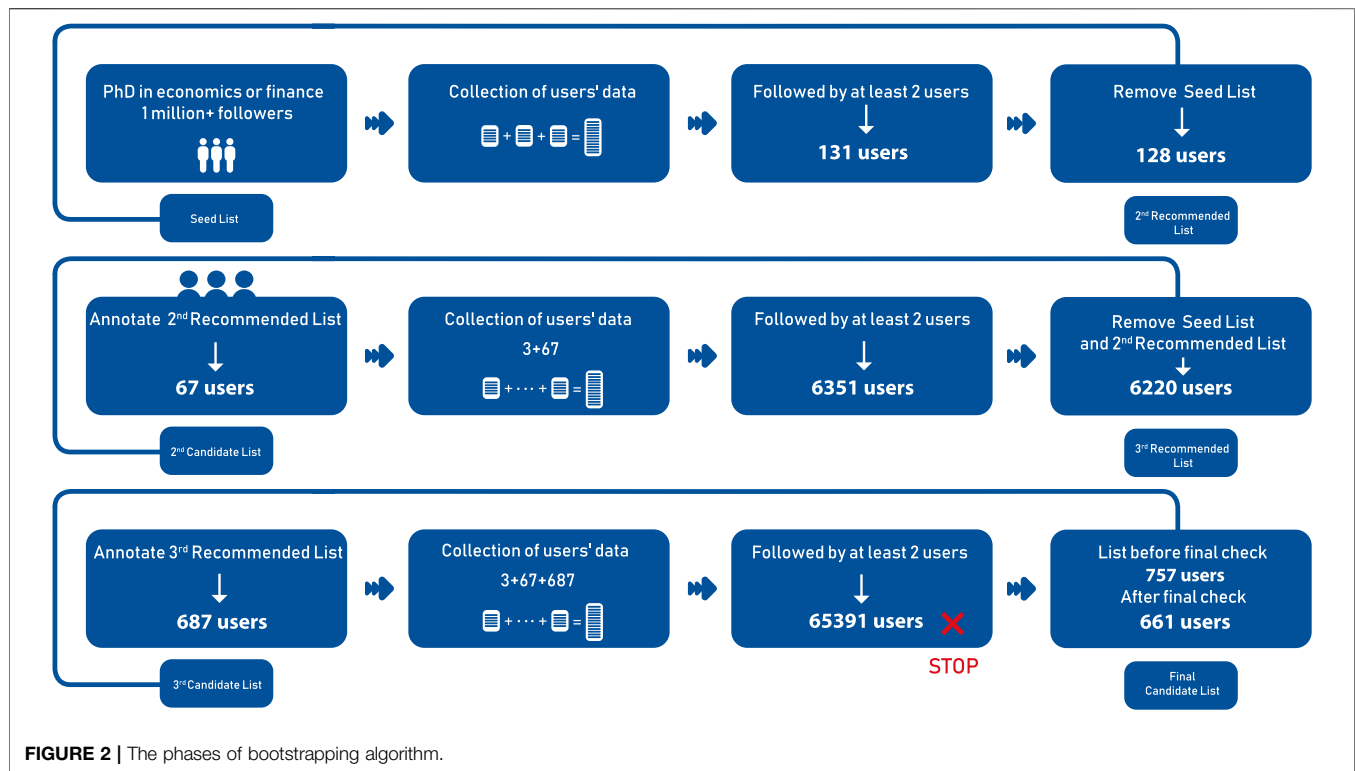 PhD in economics or finance
1 million+ followers
Seed List
Collection of users' data
+ + =
Followed by at least 2 users
131 users
Remove Seed List
128 users
2nd Recommended
List
Annotate 2nd Recommended List
67 users
2nd Candidate List
Collection of users' data
3+67
+ ··· + =
Followed by at least 2 users
6351 users
Remove Seed List
and 2nd Recommended List
6220 users
3rd Recommended
List
Annotate 3rd Recommended List
687 users
3rd Candidate List
Collection of users' data
3+67+687
+ ··· + =
Followed by at least 2 users
65391 users
STOP
List before final check
757 users
After final check
661 users
Final
Candidate List
FIGURE 2 | The phases of bootstrapping algorithm.